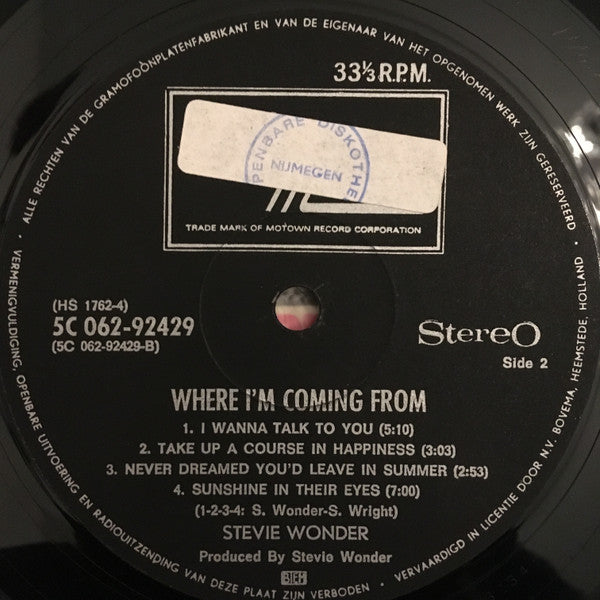 • ALLE RECHTEN VAN DE GRAMOFOONPLATENFABRIKANT EN VAN DE EIGENAAR VAN HET OPGENOMEN WERK ZIJN GERESERVEERD •
33⅓ R.P.M.
PENBARE DISKOTHE
NIJMEGEN
TRADE MARK OF MOTOWN RECORD CORPORATION
(HS 1762-4)
5C 062-92429
(5C 062-92429-B)
Stereo
Side 2
WHERE I'M COMING FROM
1. I WANNA TALK TO YOU (5:10)
2. TAKE UP A COURSE IN HAPPINESS (3:03)
3. NEVER DREAMED YOU'D LEAVE IN SUMMER (2:53)
4. SUNSHINE IN THEIR EYES (7:00)
(1-2-3-4: S. Wonder-S. Wright)
STEVIE WONDER
Produced By Stevie Wonder
BIEM
VERMENIGVULDIGING, OPENBARE UITVOERING EN RADIOUITZENDING VAN DEZE PLAAT ZIJN VERBODEN •
VERVAARDIGD IN LICENTIE DOOR N.V. BOVEMA, HEEMSTEDE, HOLLAND •